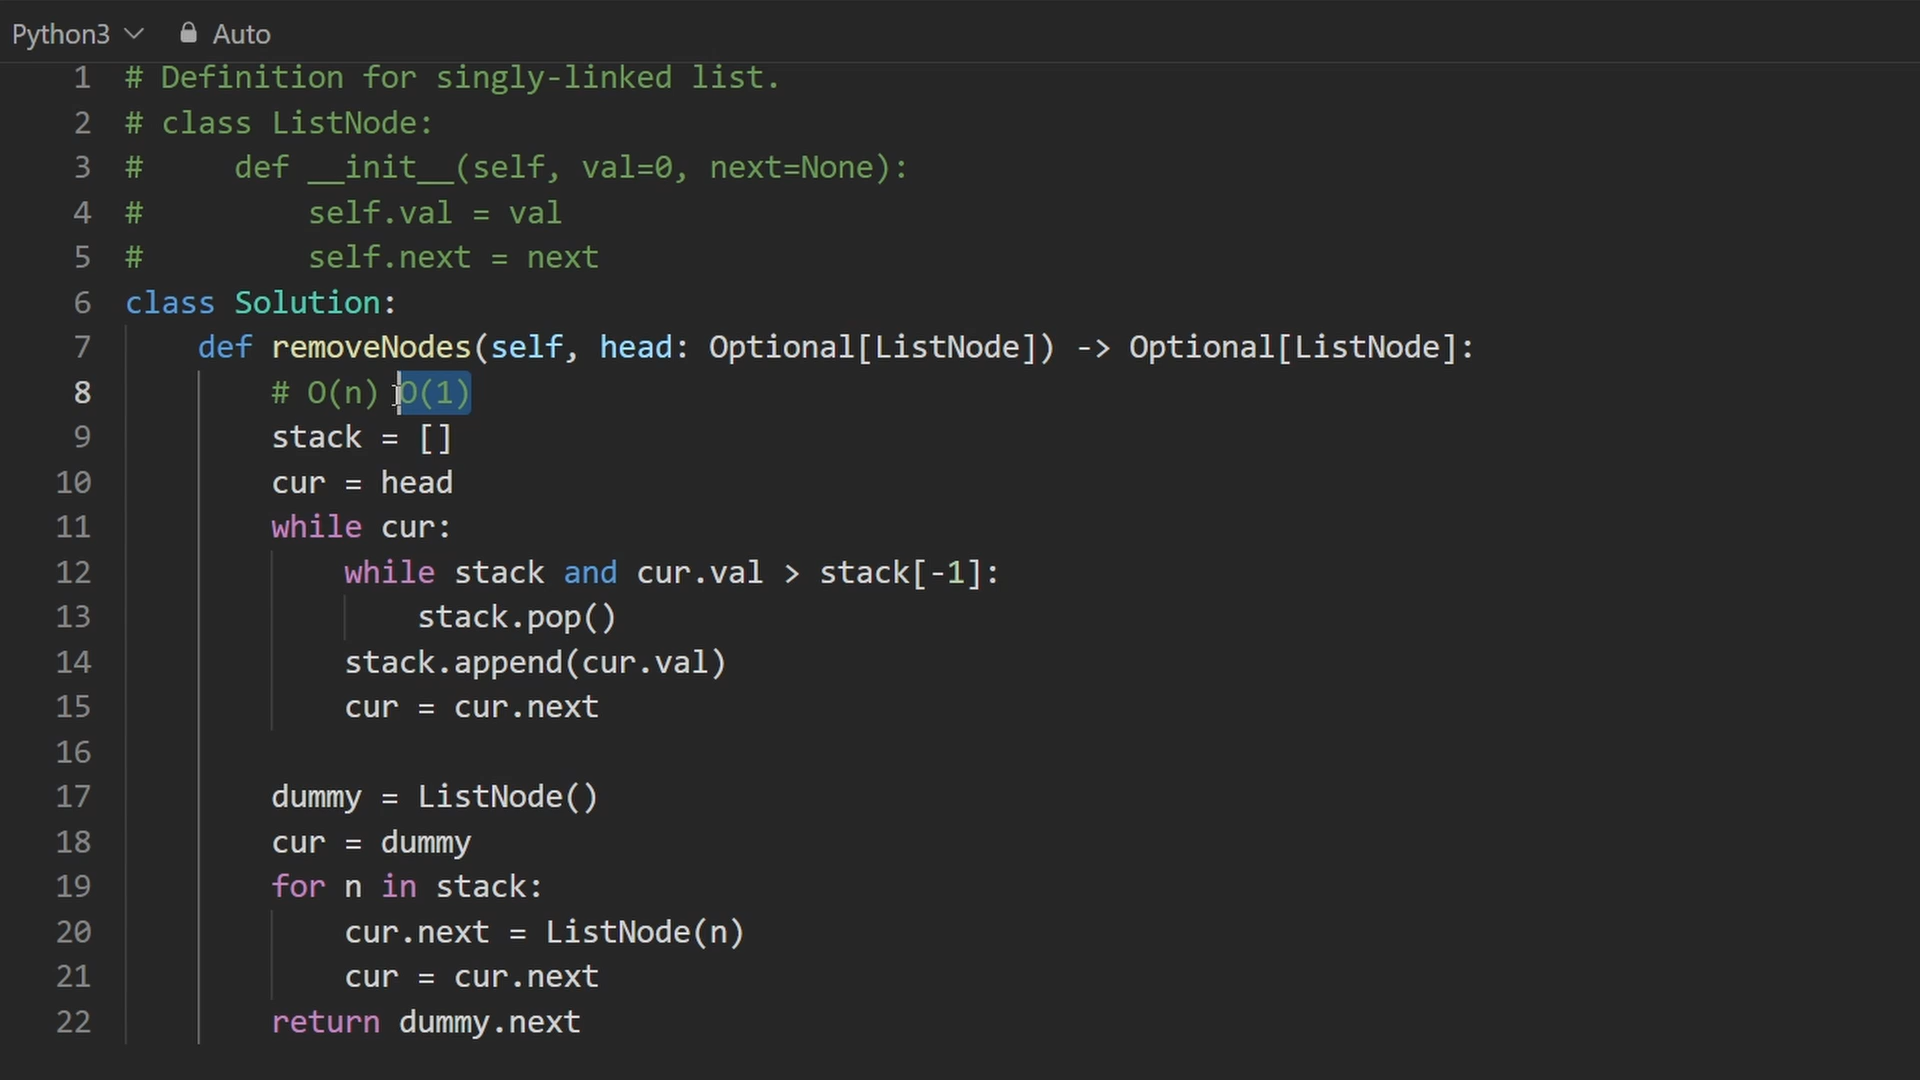 Python3 Auto
1 # Definition for singly-linked list.
2 # class ListNode:
3 #     def __init__(self, val=0, next=None):
4 #         self.val = val
5 #         self.next = next
6 class Solution:
7     def removeNodes(self, head: Optional[ListNode]) -> Optional[ListNode]:
8         # O(n) O(1)
9         stack = []
10         cur = head
11         while cur:
12             while stack and cur.val > stack[-1]:
13                 stack.pop()
14             stack.append(cur.val)
15             cur = cur.next
16
17         dummy = ListNode()
18         cur = dummy
19         for n in stack:
20             cur.next = ListNode(n)
21             cur = cur.next
22         return dummy.next